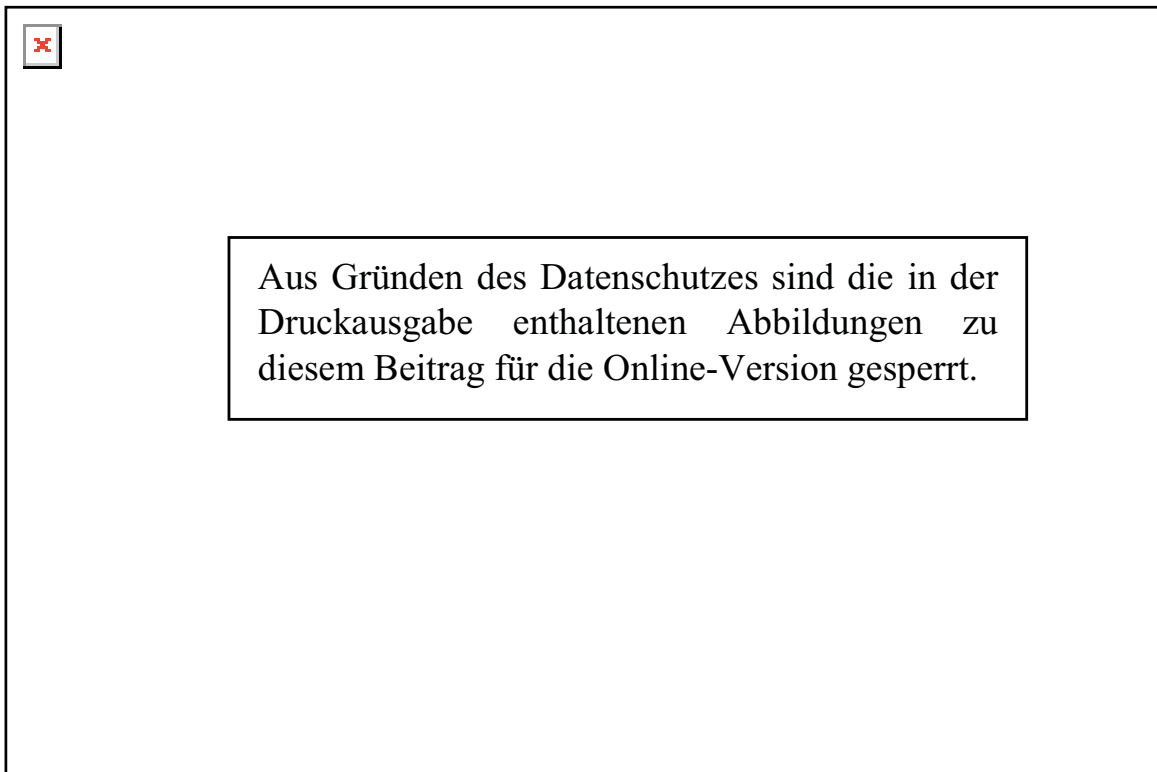 Aus Gründen des Datenschutzes sind die in der
Druckausgabe enthaltenen Abbildungen zu
diesem Beitrag für die Online-Version gesperrt.